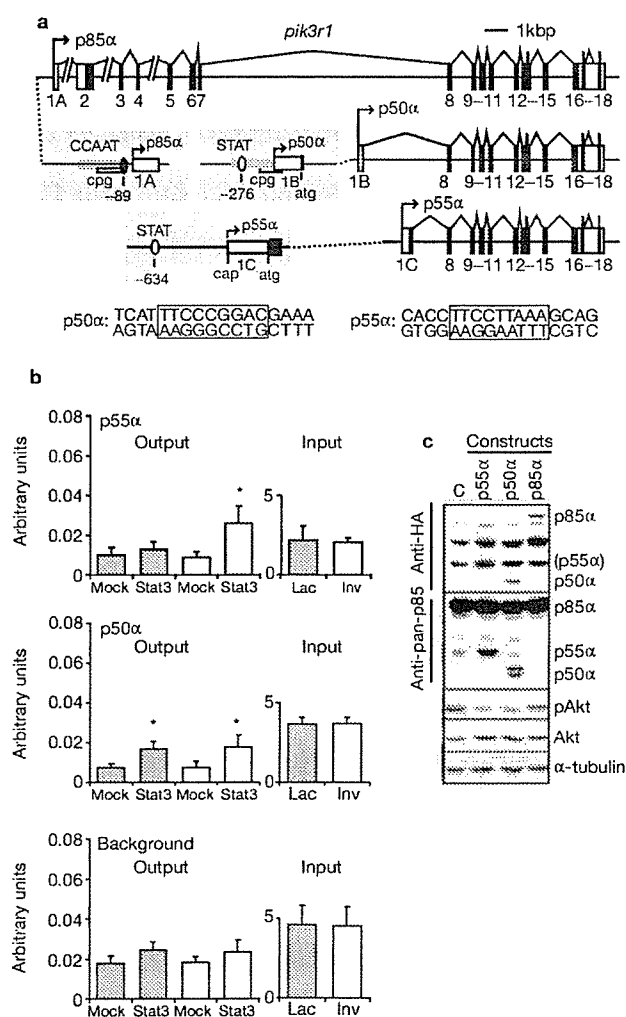 a
p85α
pik3r1
1kbp
1A 2 3 4 5 67 8 9--11 12--15 16--18
CCAAT p85α
cpg 1A
--89
STAT p50α
cpg 1B
--276 atg
p50α
1B 8 9--11 12--15 16--18
STAT p55α
cap 1C atg
--634
p55α
1C 8 9--11 12--15 16--18
p50α: TCATTTCCCGGACGAAA
AGTAAAGGGCCTGCTTT
p55α: CACCTTCCTTAAAGCAG
GTGGAAGGAATTTCGTC
b
p55α
Output Input
Arbitrary units
0.08
0.06
0.04
0.02
0
*
5
0
Mock Stat3 Mock Stat3 Lac Inv
p50α
Output Input
Arbitrary units
0.08
0.06
0.04
0.02
0
* *
5
0
Mock Stat3 Mock Stat3 Lac Inv
Background
Output Input
Arbitrary units
0.08
0.06
0.04
0.02
0
5
0
Mock Stat3 Mock Stat3 Lac Inv
c Constructs
C p55α p50α p85α
Anti-HA
p85α
(p55α)
p50α
Anti-pan-p85
p85α
p55α
p50α
pAkt
Akt
α-tubulin